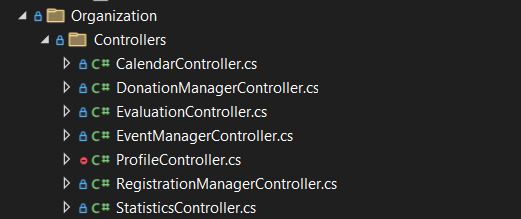 Organization
Controllers
C# CalendarController.cs
C# DonationManagerController.cs
C# EvaluationController.cs
C# EventManagerController.cs
C# ProfileController.cs
C# RegistrationManagerController.cs
C# StatisticsController.cs